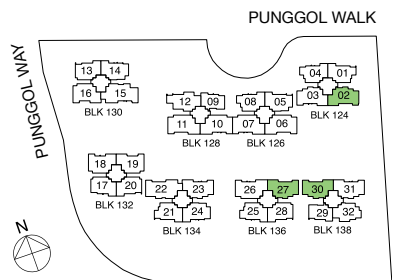 PUNGGOL WALK
PUNGGOL WAY
13 14
16 15
BLK 130
04 01
03 02
BLK 124
12 09
11 10
BLK 128
08 05
07 06
BLK 126
18 19
17 20
BLK 132
22 23
21 24
BLK 134
26 27
25 28
BLK 136
30 31
29 32
BLK 138
N